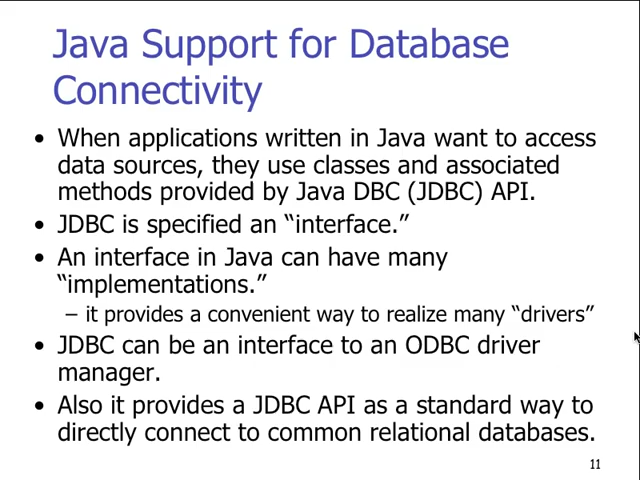 Java Support for Database
Connectivity
• When applications written in Java want to access
data sources, they use classes and associated
methods provided by Java DBC (JDBC) API.
• JDBC is specified an “interface.”
• An interface in Java can have many
“implementations.”
– it provides a convenient way to realize many “drivers”
• JDBC can be an interface to an ODBC driver
manager.
• Also it provides a JDBC API as a standard way to
directly connect to common relational databases.
11